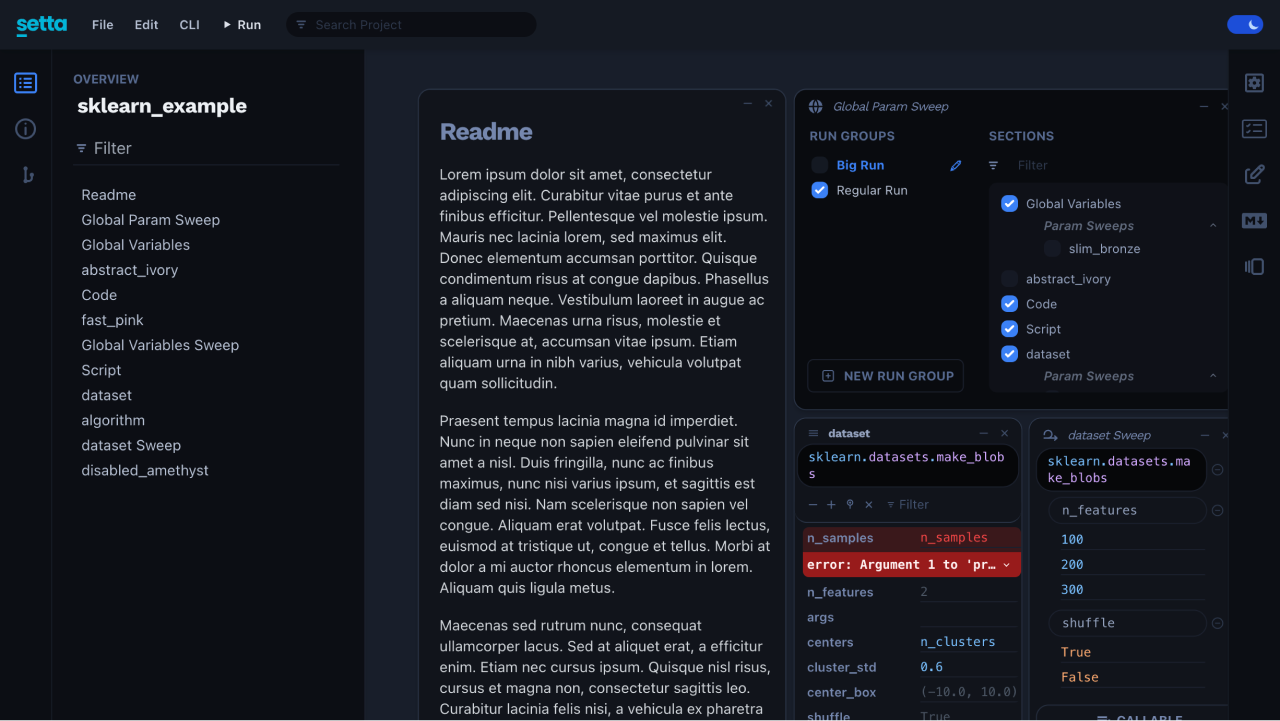 setta
File
Edit
CLI
Run
Search Project
OVERVIEW
sklearn_example
Filter
Readme
Global Param Sweep
Global Variables
abstract_ivory
Code
fast_pink
Global Variables Sweep
Script
dataset
algorithm
dataset Sweep
disabled_amethyst
Readme
Lorem ipsum dolor sit amet, consectetur
adipiscing elit. Curabitur vitae purus et ante
finibus efficitur. Pellentesque vel molestie ipsum.
Mauris nec lacinia lorem, sed maximus elit.
Donec elementum accumsan porttitor. Quisque
condimentum risus at congue dapibus. Phasellus
a aliquam neque. Vestibulum laoreet in augue ac
pretium. Maecenas urna risus, molestie et
scelerisque at, accumsan vitae ipsum. Etiam
aliquam urna in nibh varius, vehicula volutpat
quam sollicitudin.
Praesent tempus lacinia magna id imperdiet.
Nunc in neque non sapien eleifend pulvinar sit
amet a nisl. Duis fringilla, nunc ac finibus
maximus, nunc nisi varius ipsum, et sagittis est
diam sed nisi. Nam scelerisque non sapien vel
congue. Aliquam erat volutpat. Fusce felis lectus,
euismod at tristique ut, congue et tellus. Morbi at
dolor a mi auctor rhoncus elementum in lorem.
Aliquam quis ligula metus.
Maecenas sed rutrum nunc, consequat
ullamcorper lacus. Sed at aliquet erat, a efficitur
enim. Etiam nec cursus ipsum. Quisque nisl risus,
cursus et magna non, consectetur sagittis leo.
Curabitur lacinia felis nisi, a vehicula ex pharetra
Global Param Sweep
RUN GROUPS
Big Run
Regular Run
NEW RUN GROUP
SECTIONS
Filter
Global Variables
Param Sweeps
slim_bronze
abstract_ivory
Code
Script
dataset
Param Sweeps
dataset
sklearn.datasets.make_blob
s
Filter
n_samples n_samples
error: Argument 1 to 'pr…
n_features 2
args
centers n_clusters
cluster_std 0.6
center_box (-10.0, 10.0)
shuffle True
dataset Sweep
sklearn.datasets.ma
ke_blobs
n_features
100
200
300
shuffle
True
False
CALLABLE
M